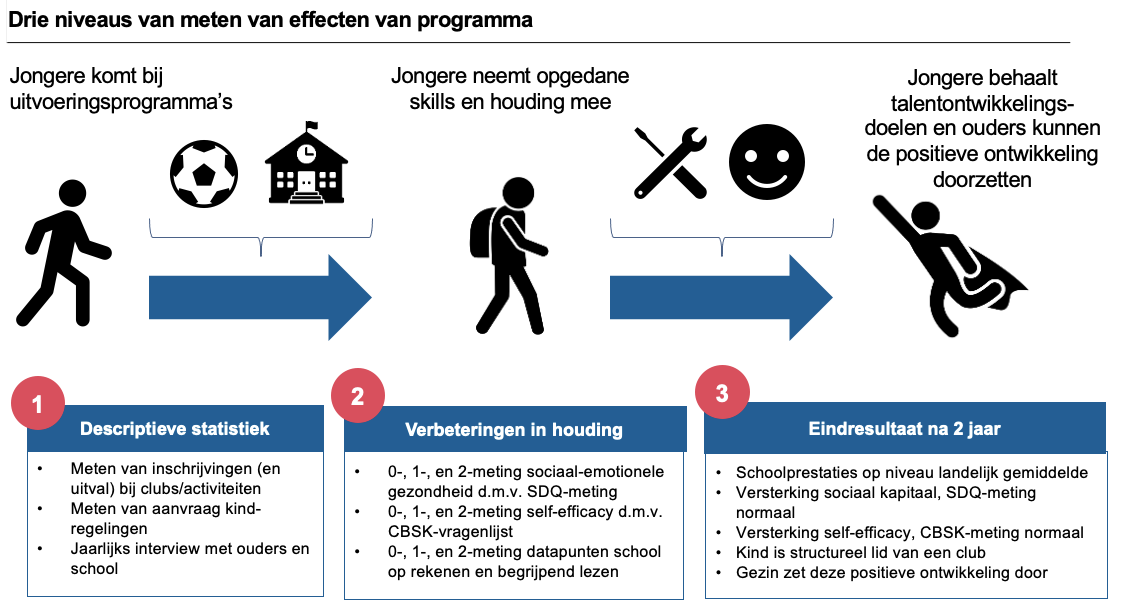 Drie niveaus van meten van effecten van programma
Jongere komt bij
uitvoeringsprogramma's
Jongere neemt opgedane
skills en houding mee
Jongere behaalt
talentontwikkelings-
doelen en ouders kunnen
de positieve ontwikkeling
doorzetten
1
Descriptieve statistiek
• Meten van inschrijvingen (en
uitval) bij clubs/activiteiten
• Meten van aanvraag kind-
regelingen
• Jaarlijks interview met ouders en
school
2
Verbeteringen in houding
• 0-, 1-, en 2-meting sociaal-emotionele
gezondheid d.m.v. SDQ-meting
• 0-, 1-, en 2-meting self-efficacy d.m.v.
CBSK-vragenlijst
• 0-, 1-, en 2-meting datapunten school
op rekenen en begrijpend lezen
3
Eindresultaat na 2 jaar
• Schoolprestaties op niveau landelijk gemiddelde
• Versterking sociaal kapitaal, SDQ-meting
normaal
• Versterking self-efficacy, CBSK-meting normaal
• Kind is structureel lid van een club
• Gezin zet deze positieve ontwikkeling door